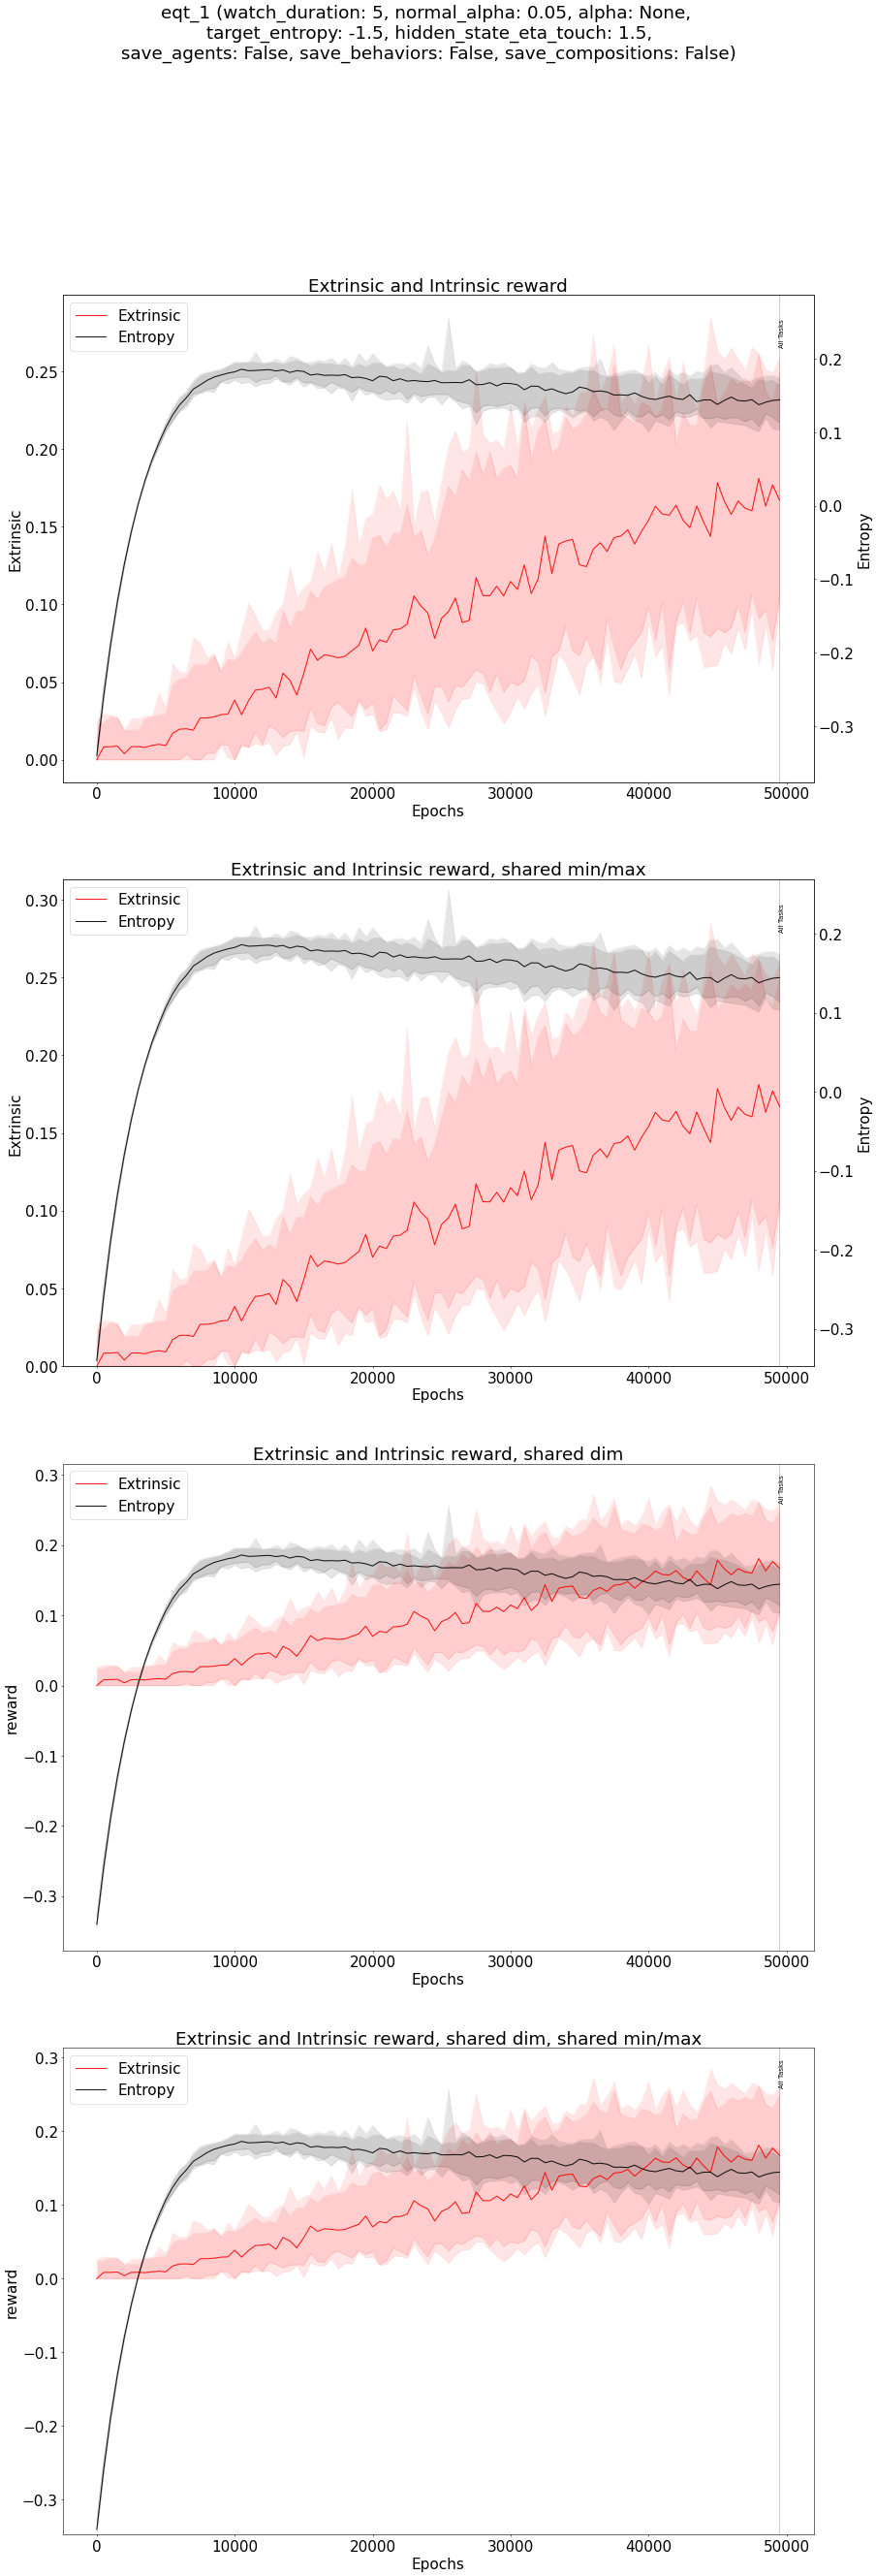 eqt_1 (watch_duration: 5, normal_alpha: 0.05, alpha: None,
target_entropy: -1.5, hidden_state_eta_touch: 1.5,
save_agents: False, save_behaviors: False, save_compositions: False)
Extrinsic and Intrinsic reward
Extrinsic
Entropy
All Tasks
0.25
0.20
0.15
0.10
0.05
0.00
Extrinsic
0.2
0.1
0.0
−0.1
−0.2
−0.3
Entropy
0 10000 20000 30000 40000 50000
Epochs
Extrinsic and Intrinsic reward, shared min/max
Extrinsic
Entropy
All Tasks
0.30
0.25
0.20
0.15
0.10
0.05
0.00
Extrinsic
0.2
0.1
0.0
−0.1
−0.2
−0.3
Entropy
0 10000 20000 30000 40000 50000
Epochs
Extrinsic and Intrinsic reward, shared dim
Extrinsic
Entropy
All Tasks
0.3
0.2
0.1
0.0
−0.1
−0.2
−0.3
reward
0 10000 20000 30000 40000 50000
Epochs
Extrinsic and Intrinsic reward, shared dim, shared min/max
Extrinsic
Entropy
All Tasks
0.3
0.2
0.1
0.0
−0.1
−0.2
−0.3
reward
0 10000 20000 30000 40000 50000
Epochs